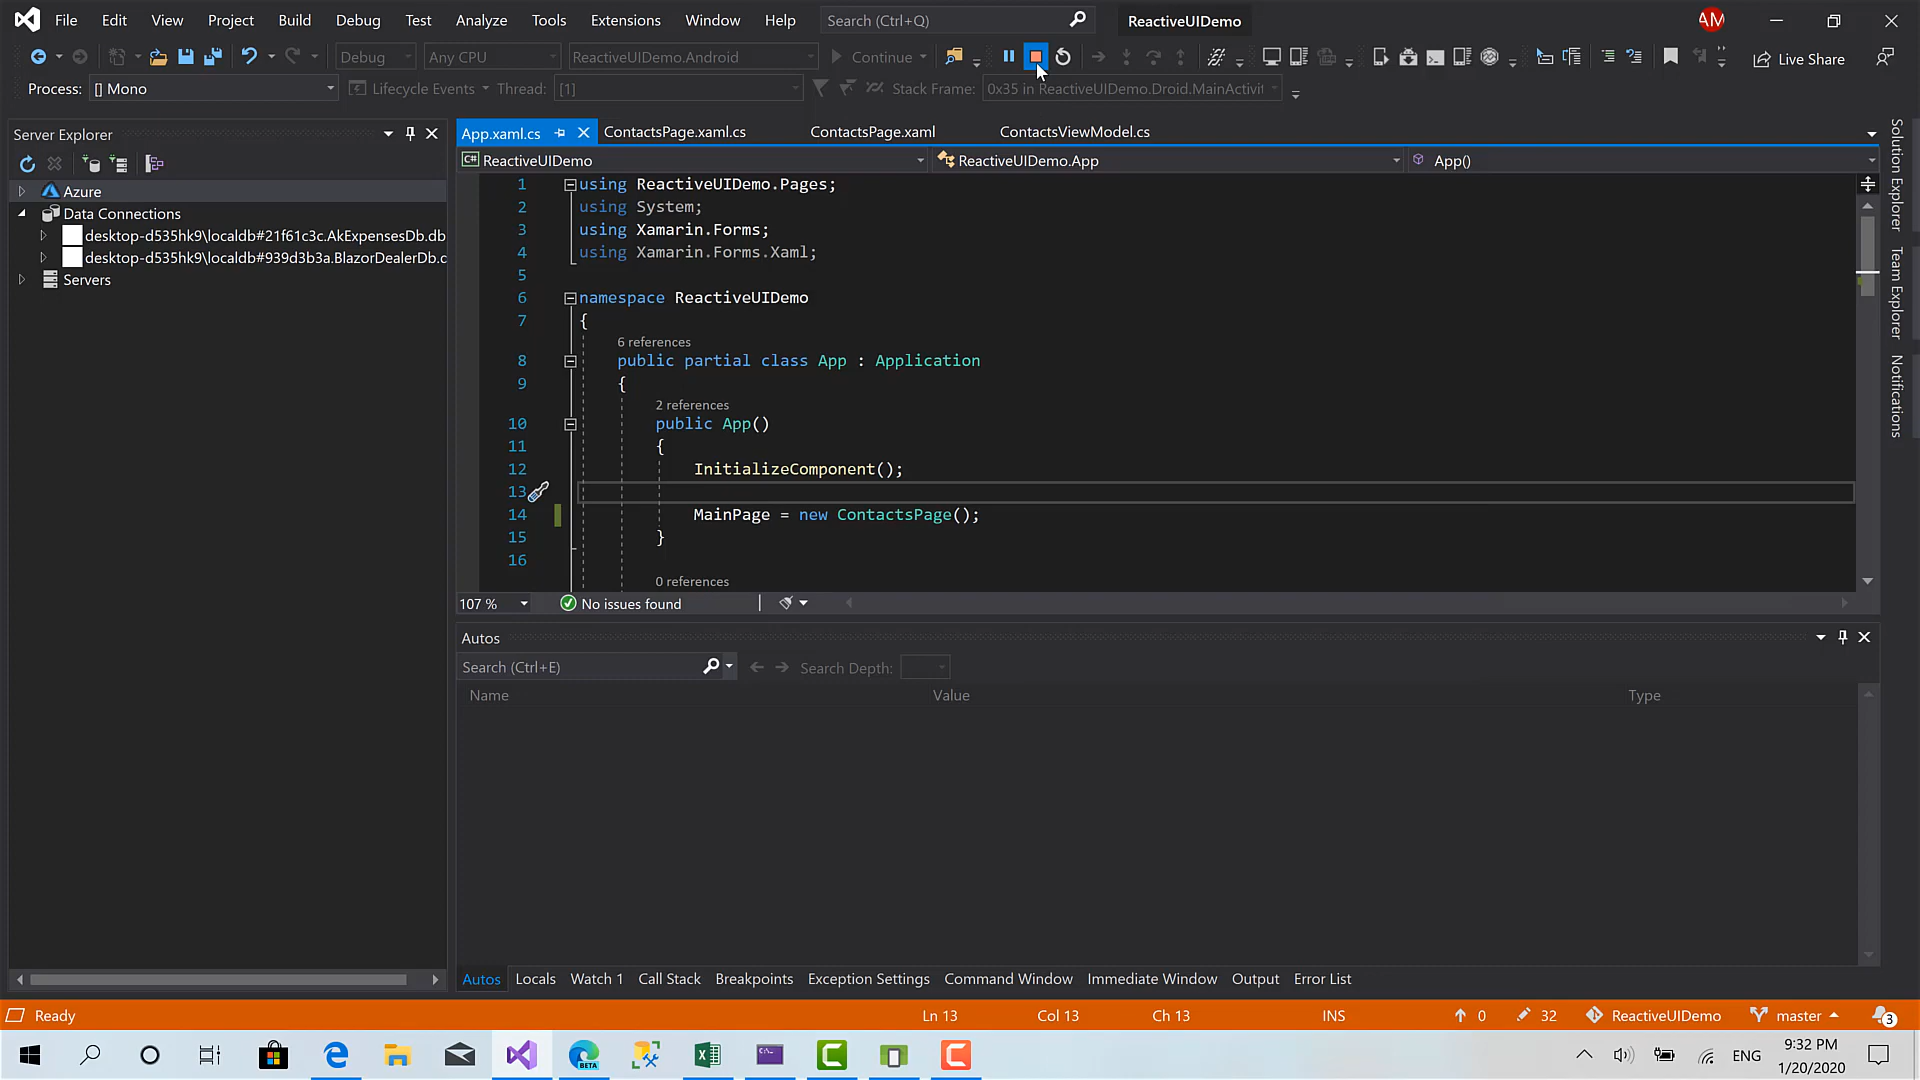 File Edit View Project Build Debug Test Analyze Tools Extensions Window Help Search (Ctrl+Q) ReactiveUIDemo AM
Debug Any CPU ReactiveUIDemo.Android Continue Live Share
Process: [] Mono Lifecycle Events Thread: [1] Stack Frame: 0x35 in ReactiveUIDemo.Droid.MainActivit
Server Explorer
Azure
Data Connections
desktop-d535hk9\localdb#21f61c3c.AkExpensesDb.db
desktop-d535hk9\localdb#939d3b3a.BlazorDealerDb.c
Servers
App.xaml.cs ContactsPage.xaml.cs ContactsPage.xaml ContactsViewModel.cs
C# ReactiveUIDemo ReactiveUIDemo.App App()
1 using ReactiveUIDemo.Pages;
2 using System;
3 using Xamarin.Forms;
4 using Xamarin.Forms.Xaml;
5
6 namespace ReactiveUIDemo
7 {
6 references
8 public partial class App : Application
9 {
2 references
10 public App()
11 {
12 InitializeComponent();
13
14 MainPage = new ContactsPage();
15 }
16
0 references
107 % No issues found
Solution Explorer
Team Explorer
Notifications
Autos
Search (Ctrl+E) Search Depth:
Name Value Type
Autos Locals Watch 1 Call Stack Breakpoints Exception Settings Command Window Immediate Window Output Error List
Ready Ln 13 Col 13 Ch 13 INS 0 32 ReactiveUIDemo master 3
BETA
ENG
9:32 PM
1/20/2020